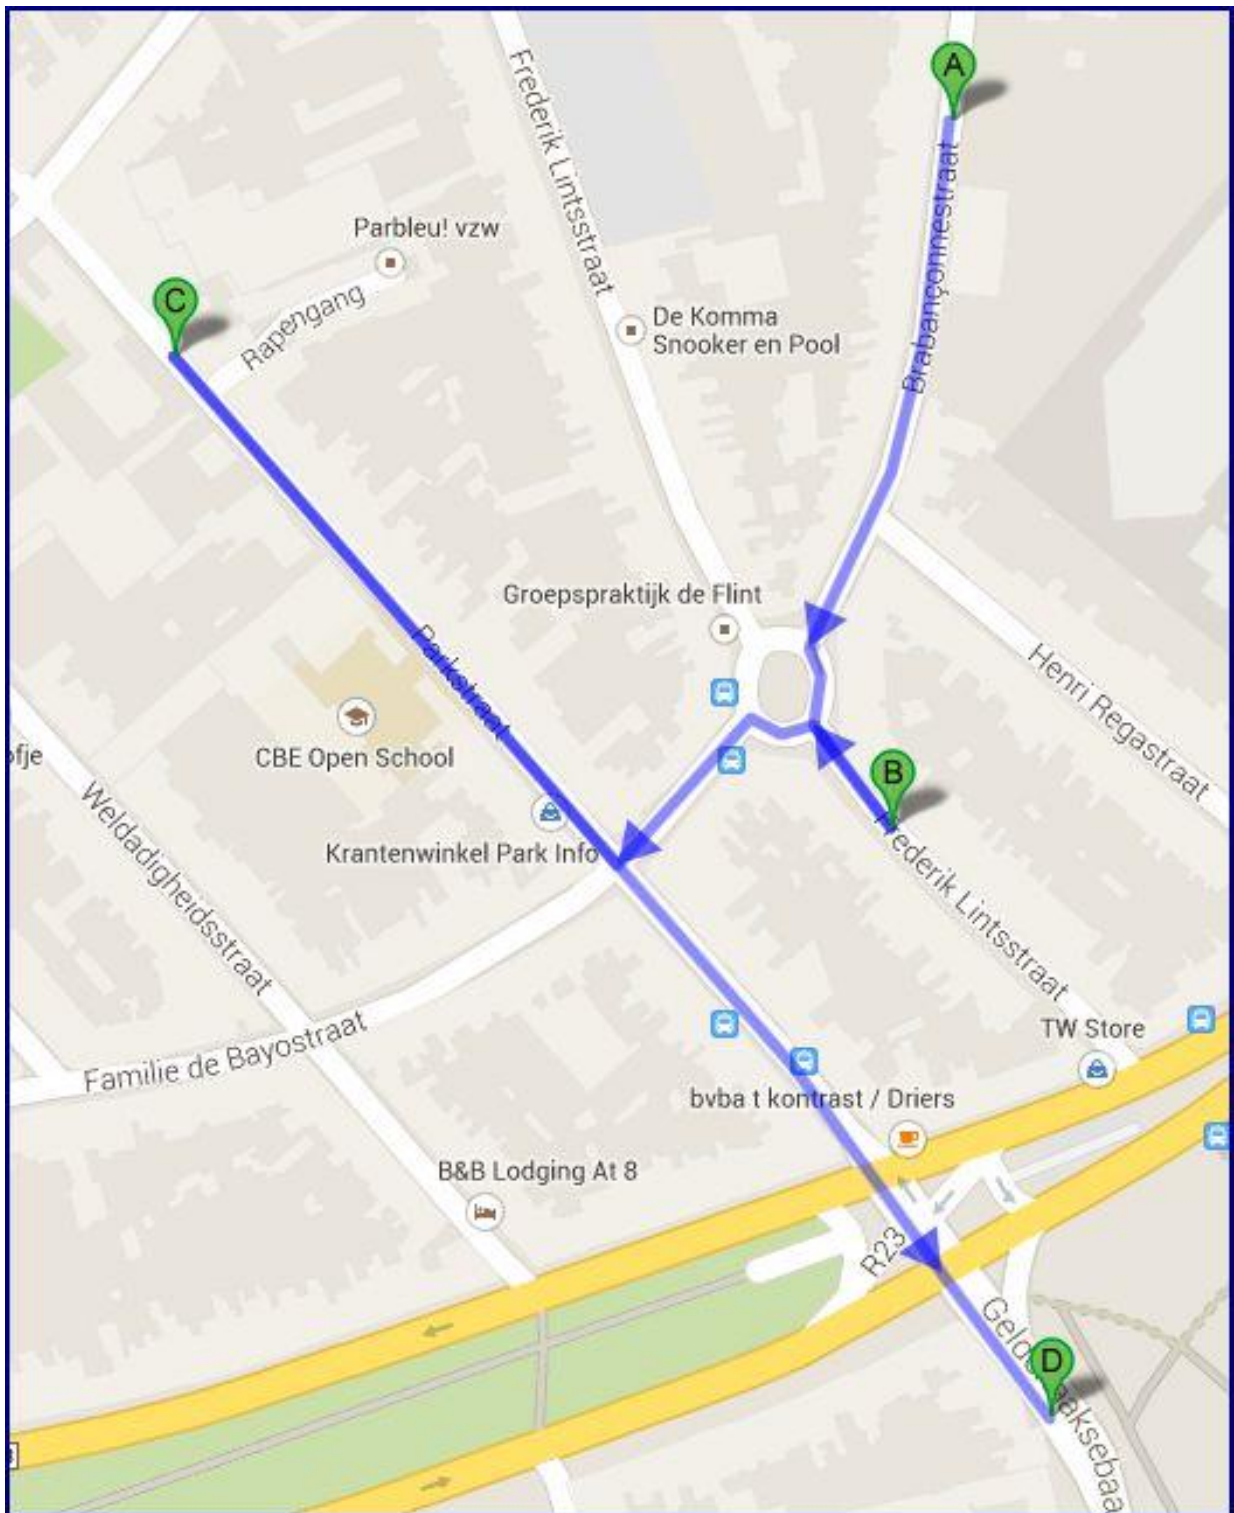 A
Frederik Lintsstraat
Brabançonnestraat
Parbleu! vzw
C
Rapengang
De Komma
Snooker en Pool
Groepspraktijk de Flint
Parkstraat
Henri Regastraat
ofje
CBE Open School
B
Weldadigheidsstraat
Krantenwinkel Park Info
Frederik Lintsstraat
TW Store
Familie de Bayostraat
bvba t kontrast / Driers
B&B Lodging At 8
R23
D